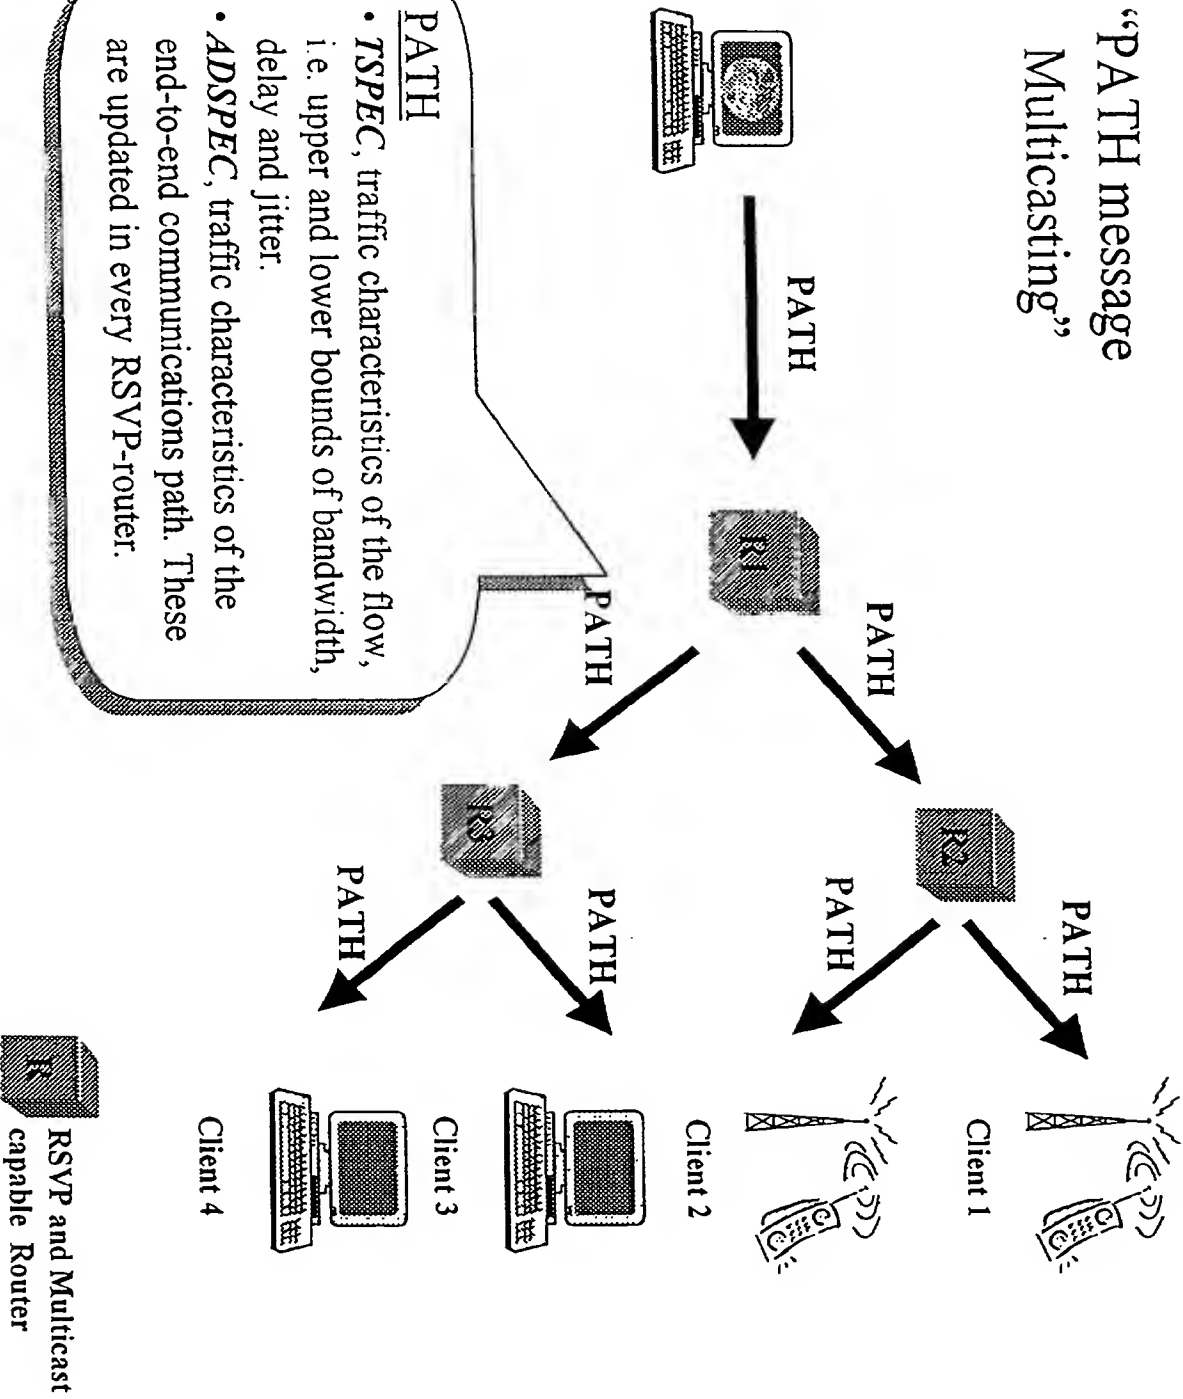 “PATH message
Multicasting”
PATH
R1
PATH
PATH
R2
R3
PATH
PATH
PATH
PATH
Client 1
Client 2
Client 3
Client 4
PATH
• TSPEC, traffic characteristics of the flow,
i.e. upper and lower bounds of bandwidth,
delay and jitter.
• ADSPEC, traffic characteristics of the
end-to-end communications path. These
are updated in every RSVP-router.
R
RSVP and Multicast
capable Router